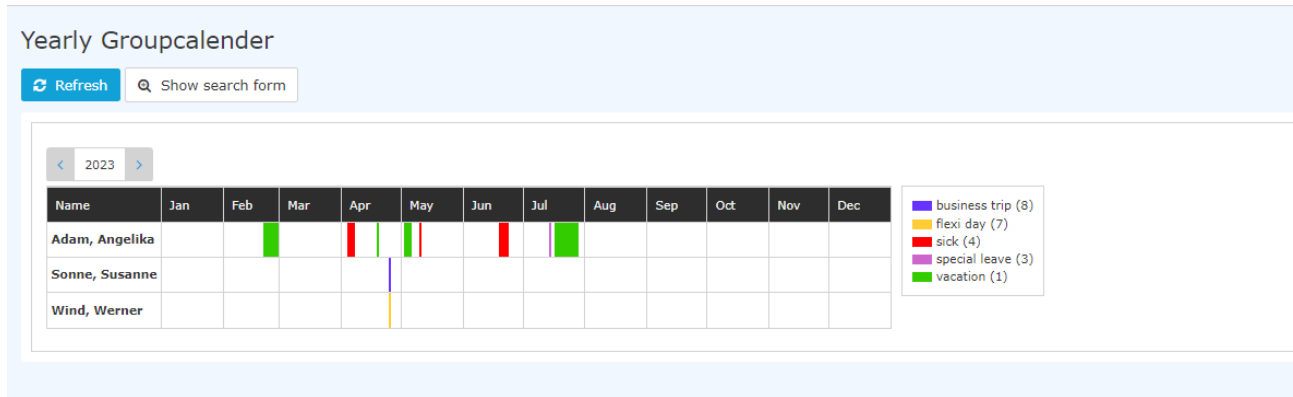 Yearly Groupcalender
Refresh Show search form
< 2023 >
Name Jan Feb Mar Apr May Jun Jul Aug Sep Oct Nov Dec
Adam, Angelika
Sonne, Susanne
Wind, Werner
business trip (8)
flexi day (7)
sick (4)
special leave (3)
vacation (1)